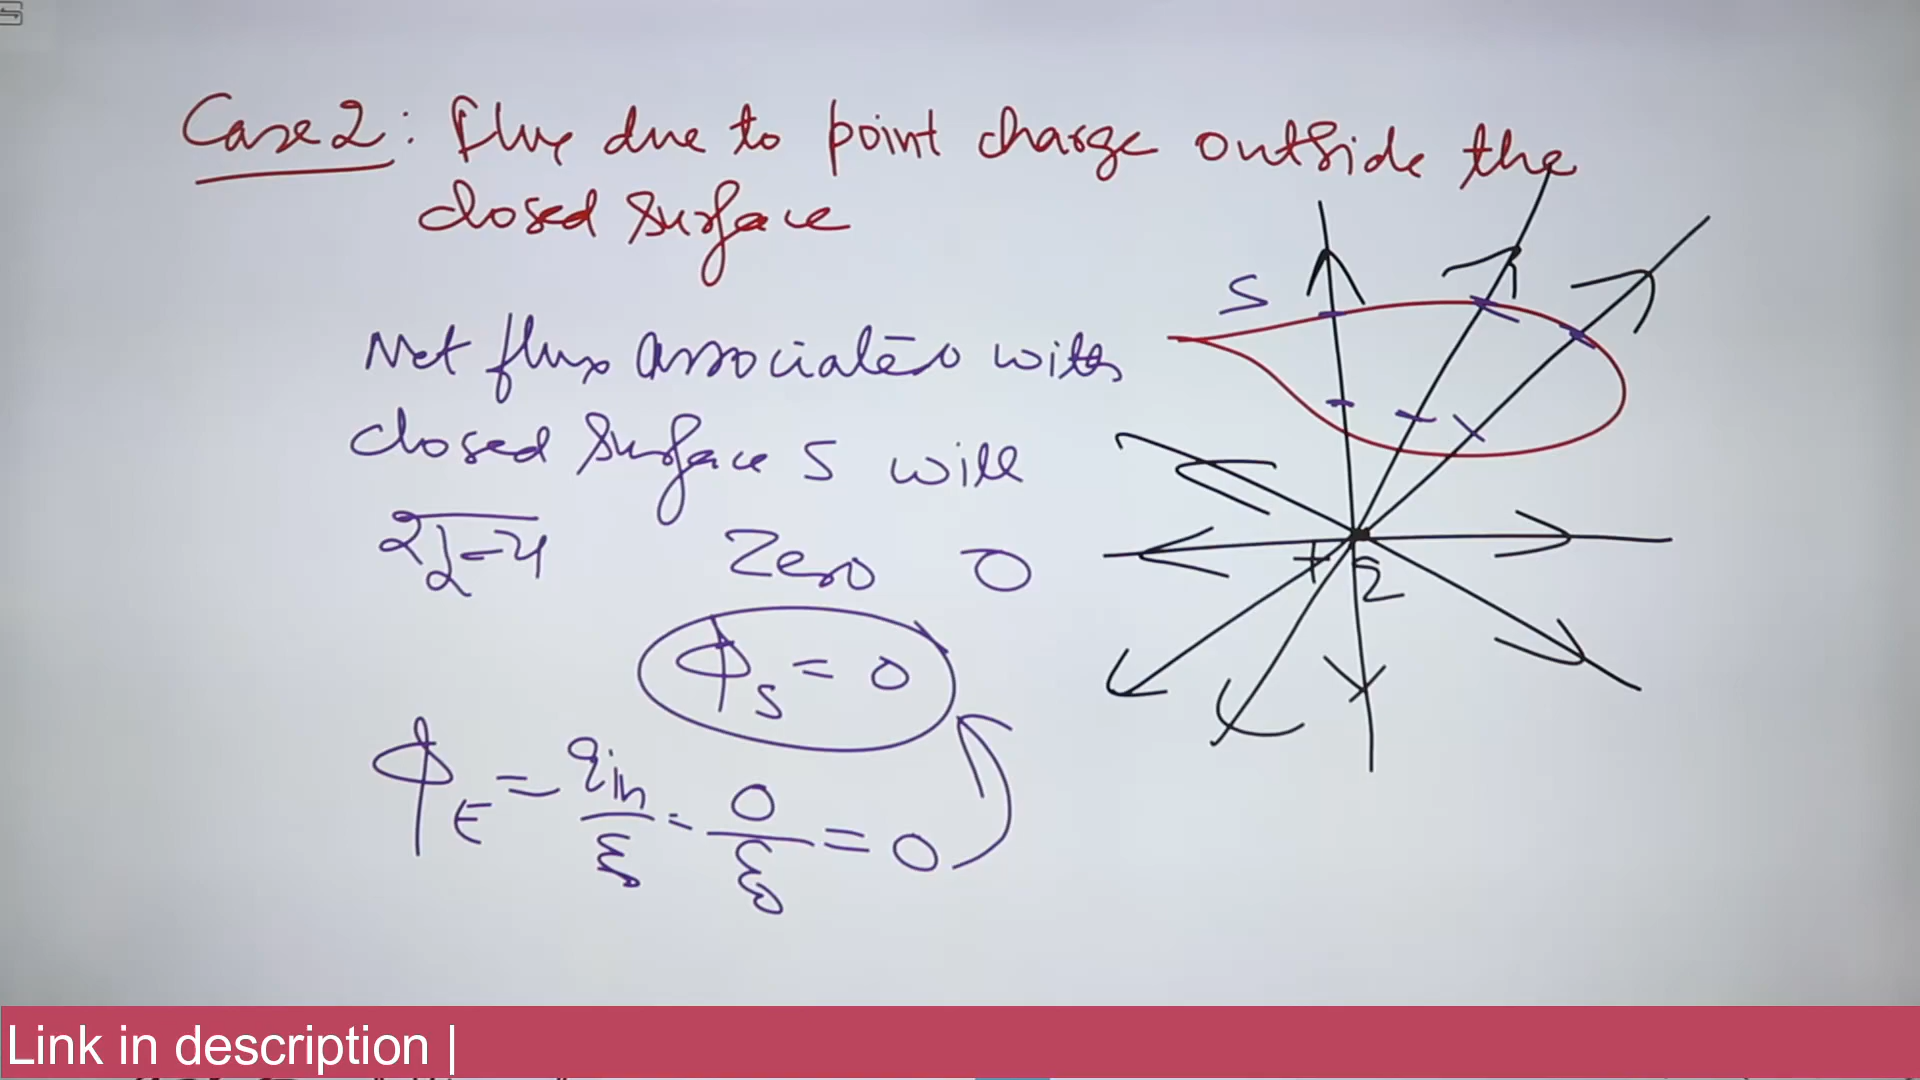 Case 2: Flux due to point charge outside the
closed surface
S
Net flux associated with
closed surface S will
शून्य Zero 0
+ q
ϕS = 0
ϕE = qin/ε0 = 0/ε0 = 0
Link in description |